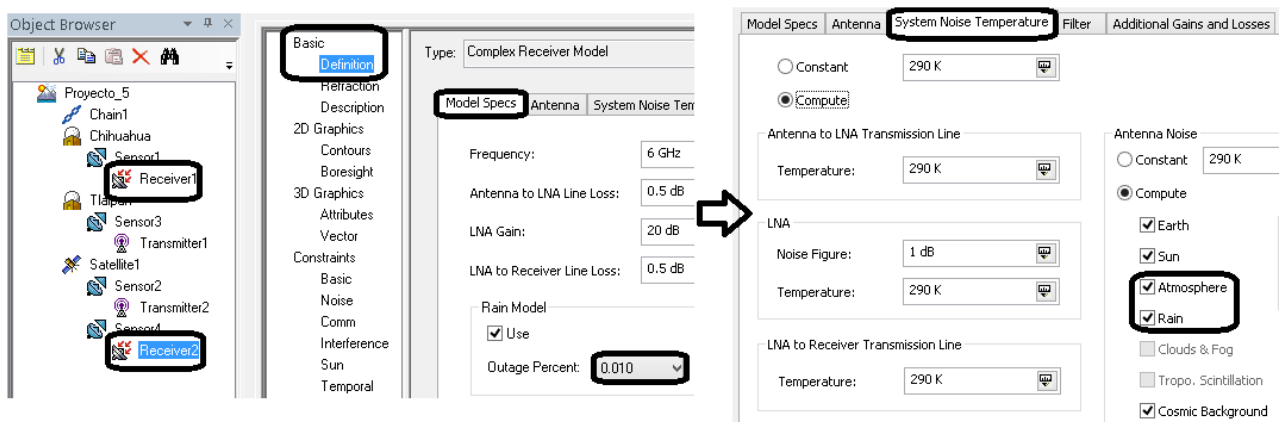 Object Browser
Proyecto_5
Chain1
Chihuahua
Sensor1
Receiver1
Tlalpan
Sensor3
Transmitter1
Satellite1
Sensor2
Transmitter2
Sensor4
Receiver2
Basic
Definition
Refraction
Description
2D Graphics
Contours
Boresight
3D Graphics
Attributes
Vector
Constraints
Basic
Noise
Comm
Interference
Sun
Temporal
Type: Complex Receiver Model
Model Specs Antenna System Noise Tem
Frequency: 6 GHz
Antenna to LNA Line Loss: 0.5 dB
LNA Gain: 20 dB
LNA to Receiver Line Loss: 0.5 dB
Rain Model
Use
Outage Percent: 0.010
Model Specs Antenna System Noise Temperature Filter Additional Gains and Losses
Constant 290 K
Compute
Antenna to LNA Transmission Line
Temperature: 290 K
LNA
Noise Figure: 1 dB
Temperature: 290 K
LNA to Receiver Transmission Line
Temperature: 290 K
Antenna Noise
Constant 290 K
Compute
Earth
Sun
Atmosphere
Rain
Clouds & Fog
Tropo. Scintillation
Cosmic Background